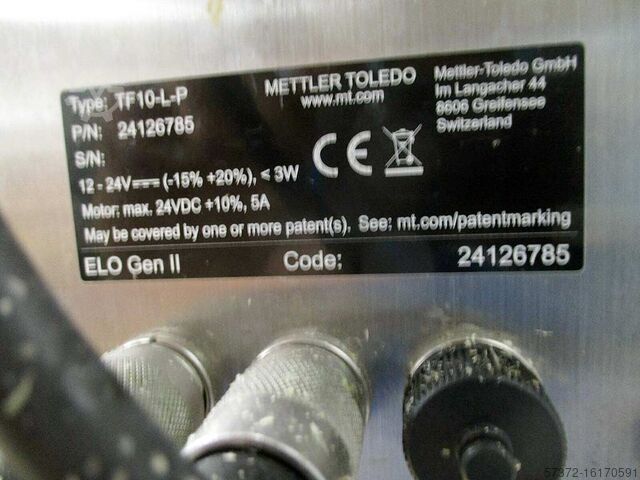 Type: TF10-L-P
P/N: 24126785
S/N:
12 - 24V (-15% +20%), < 3W
Motor: max. 24VDC +10%, 5A
May be covered by one or more patent(s). See: mt.com/patentmarking
ELO Gen II Code: 24126785
METTLER TOLEDO
www.mt.com
CE
Mettler-Toledo GmbH
Im Langacher 44
8606 Greifensee
Switzerland
57372-16170591